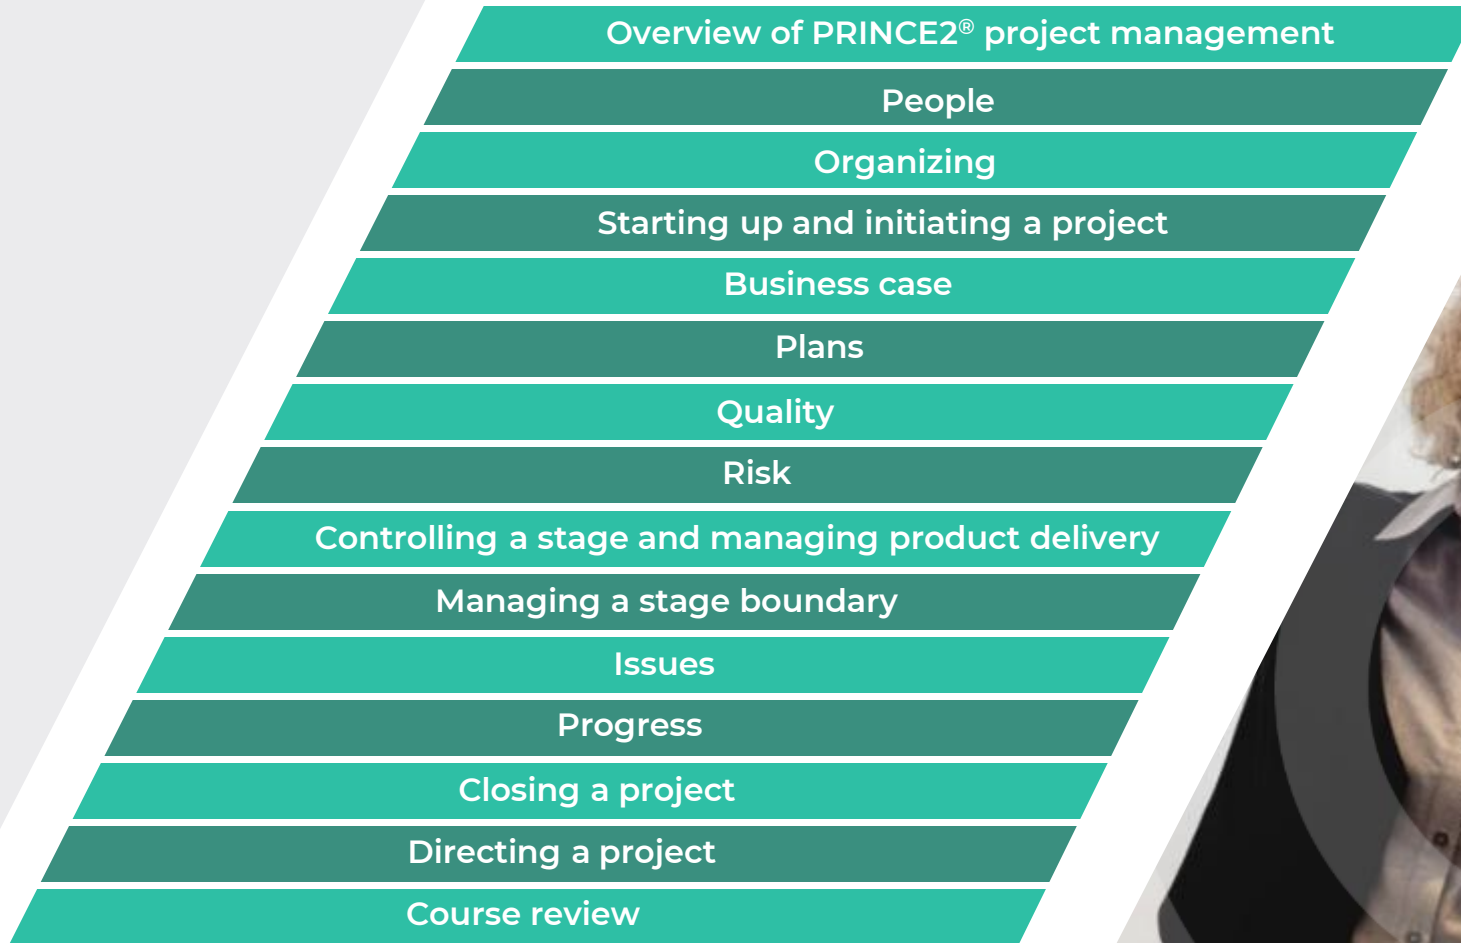 Overview of PRINCE2® project management
People
Organizing
Starting up and initiating a project
Business case
Plans
Quality
Risk
Controlling a stage and managing product delivery
Managing a stage boundary
Issues
Progress
Closing a project
Directing a project
Course review